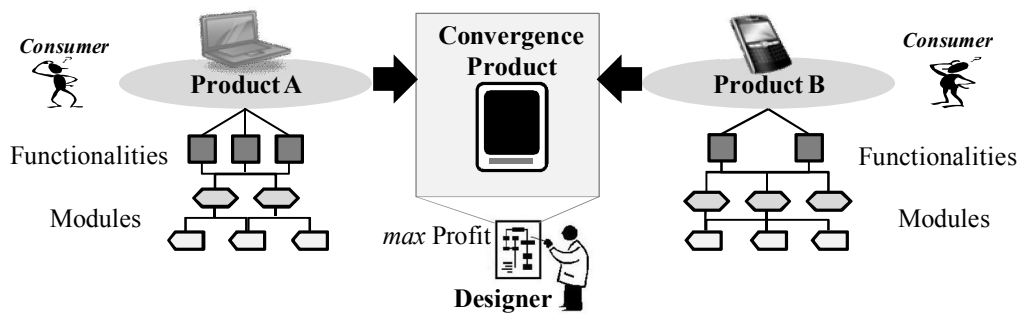 Consumer
Product A
Functionalities
Modules
Convergence
Product
max Profit
Designer
Consumer
Product B
Functionalities
Modules